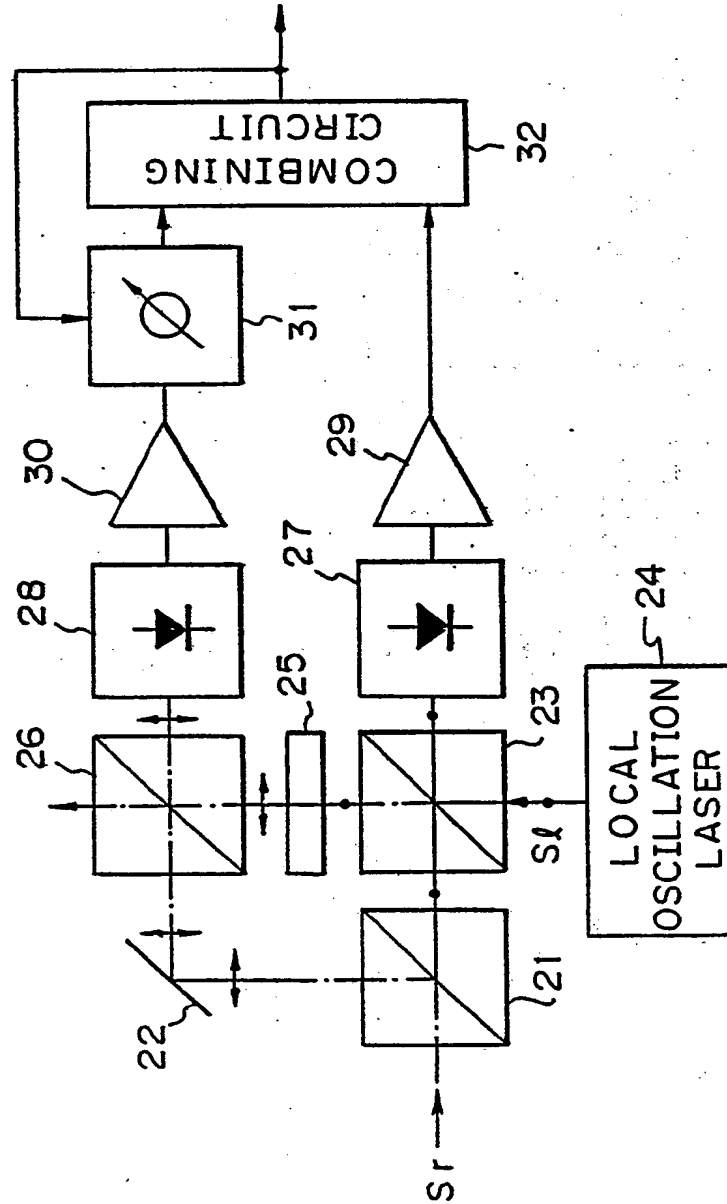 COMBINING
CIRCUIT
32
31
30
29
28
27
26
25
23
24
LOCAL
OSCILLATION
LASER
Sℓ
22
21
Sr